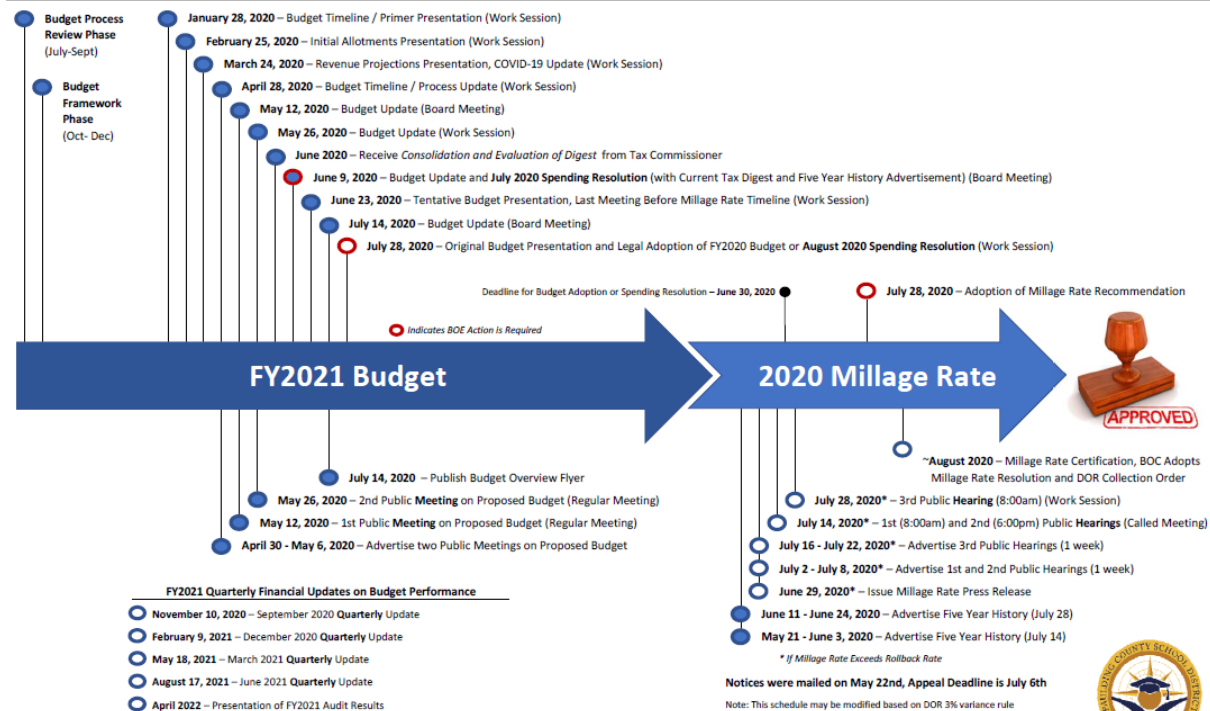 Budget Process
Review Phase
(July-Sept)
Budget
Framework
Phase
(Oct- Dec)
January 28, 2020 – Budget Timeline / Primer Presentation (Work Session)
February 25, 2020 – Initial Allotments Presentation (Work Session)
March 24, 2020 – Revenue Projections Presentation, COVID-19 Update (Work Session)
April 28, 2020 – Budget Timeline / Process Update (Work Session)
May 12, 2020 – Budget Update (Board Meeting)
May 26, 2020 – Budget Update (Work Session)
June 2020 – Receive Consolidation and Evaluation of Digest from Tax Commissioner
June 9, 2020 – Budget Update and July 2020 Spending Resolution (with Current Tax Digest and Five Year History Advertisement) (Board Meeting)
June 23, 2020 – Tentative Budget Presentation, Last Meeting Before Millage Rate Timeline (Work Session)
July 14, 2020 – Budget Update (Board Meeting)
July 28, 2020 – Original Budget Presentation and Legal Adoption of FY2020 Budget or August 2020 Spending Resolution (Work Session)
Deadline for Budget Adoption or Spending Resolution – June 30, 2020
July 28, 2020 – Adoption of Millage Rate Recommendation
Indicates BOE Action is Required
FY2021 Budget
2020 Millage Rate
APPROVED
July 14, 2020 – Publish Budget Overview Flyer
May 26, 2020 – 2nd Public Meeting on Proposed Budget (Regular Meeting)
May 12, 2020 – 1st Public Meeting on Proposed Budget (Regular Meeting)
April 30 - May 6, 2020 – Advertise two Public Meetings on Proposed Budget
~August 2020 – Millage Rate Certification, BOC Adopts
Millage Rate Resolution and DOR Collection Order
July 28, 2020* – 3rd Public Hearing (8:00am) (Work Session)
July 14, 2020* – 1st (8:00am) and 2nd (6:00pm) Public Hearings (Called Meeting)
July 16 - July 22, 2020* – Advertise 3rd Public Hearings (1 week)
July 2 - July 8, 2020* – Advertise 1st and 2nd Public Hearings (1 week)
June 29, 2020* – Issue Millage Rate Press Release
June 11 - June 24, 2020 – Advertise Five Year History (July 28)
May 21 - June 3, 2020 – Advertise Five Year History (July 14)
* If Millage Rate Exceeds Rollback Rate
Notices were mailed on May 22nd, Appeal Deadline is July 6th
Note: This schedule may be modified based on DOR 3% variance rule
FY2021 Quarterly Financial Updates on Budget Performance
November 10, 2020 – September 2020 Quarterly Update
February 9, 2021 – December 2020 Quarterly Update
May 18, 2021 – March 2021 Quarterly Update
August 17, 2021 – June 2021 Quarterly Update
April 2022 – Presentation of FY2021 Audit Results
PAULDING COUNTY SCHOOL DISTRICT